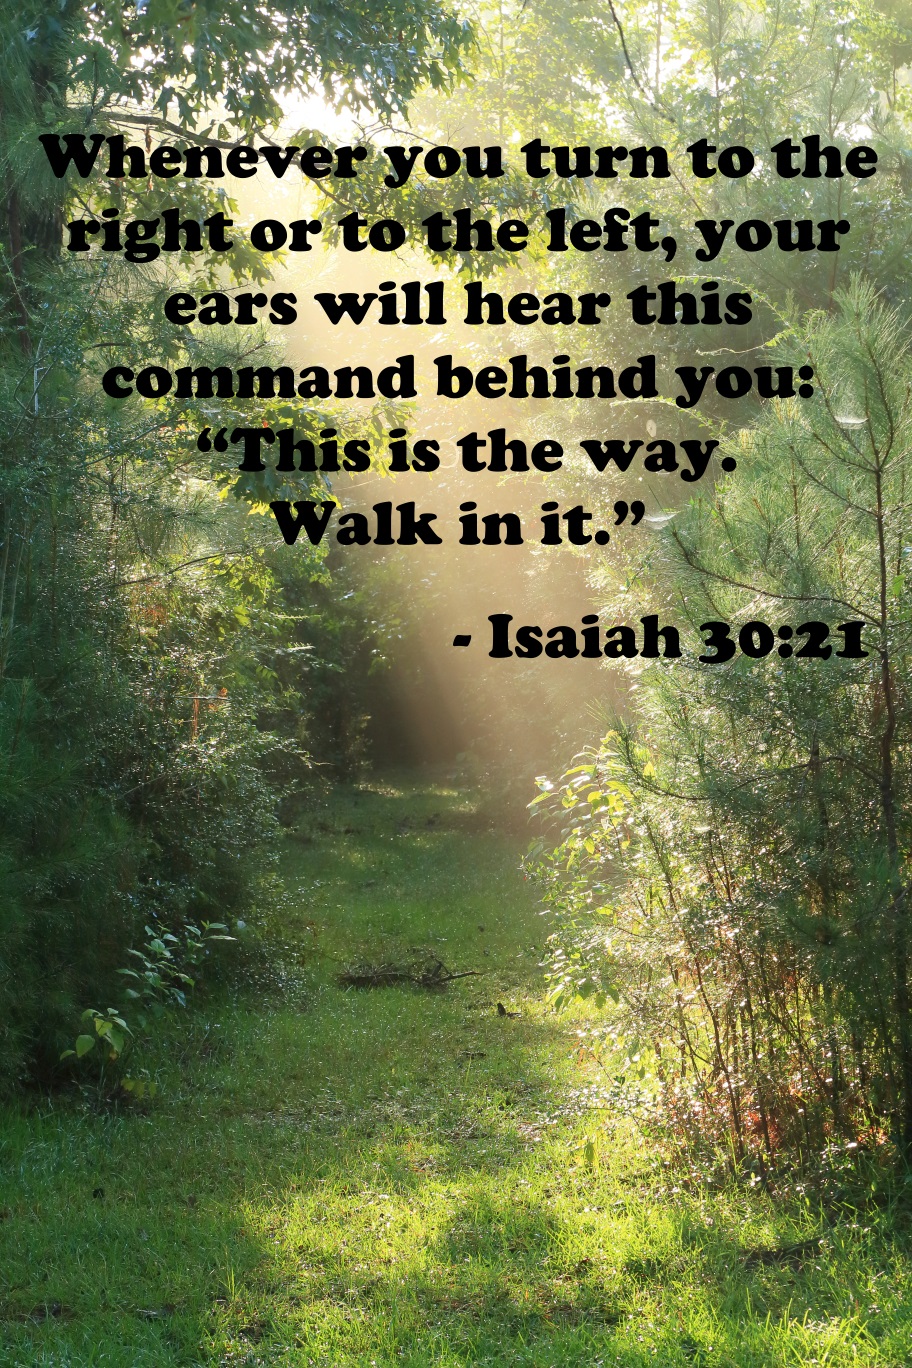 Whenever you turn to the
right or to the left, your
ears will hear this
command behind you:
“This is the way.
Walk in it.”
- Isaiah 30:21